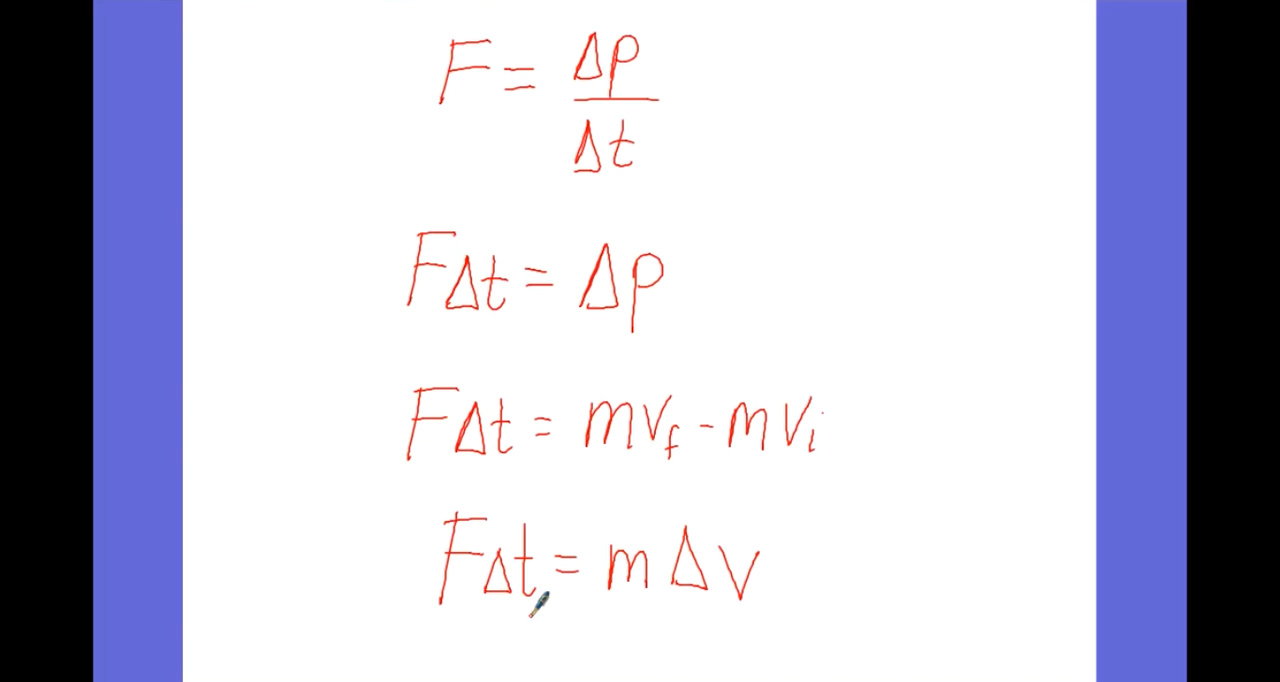 F = Δp/Δt
FΔt = Δp
FΔt = mv_f - mv_i
FΔt = mΔv